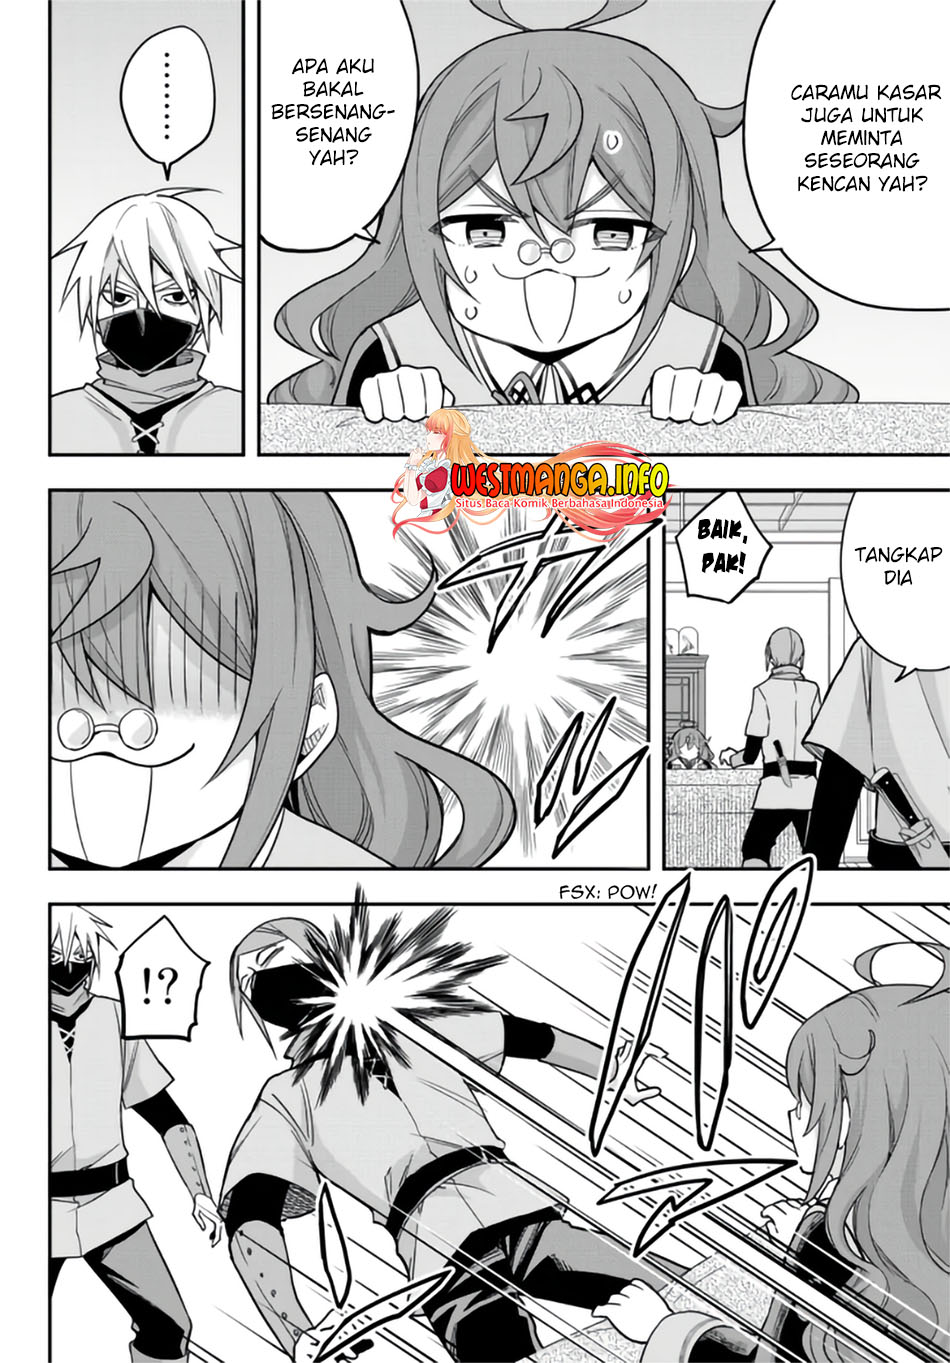 CARAMU KASAR
JUGA UNTUK
MEMINTA
SESEORANG
KENCAN YAH?
APA AKU
BAKAL
BERSENANG-
SENANG
YAH?
.........
TANGKAP
DIA
BAIK,
PAK!
WESTMANGA.INFO
Situs Baca Komik Berbahasa Indonesia
FSX: POW!
!?